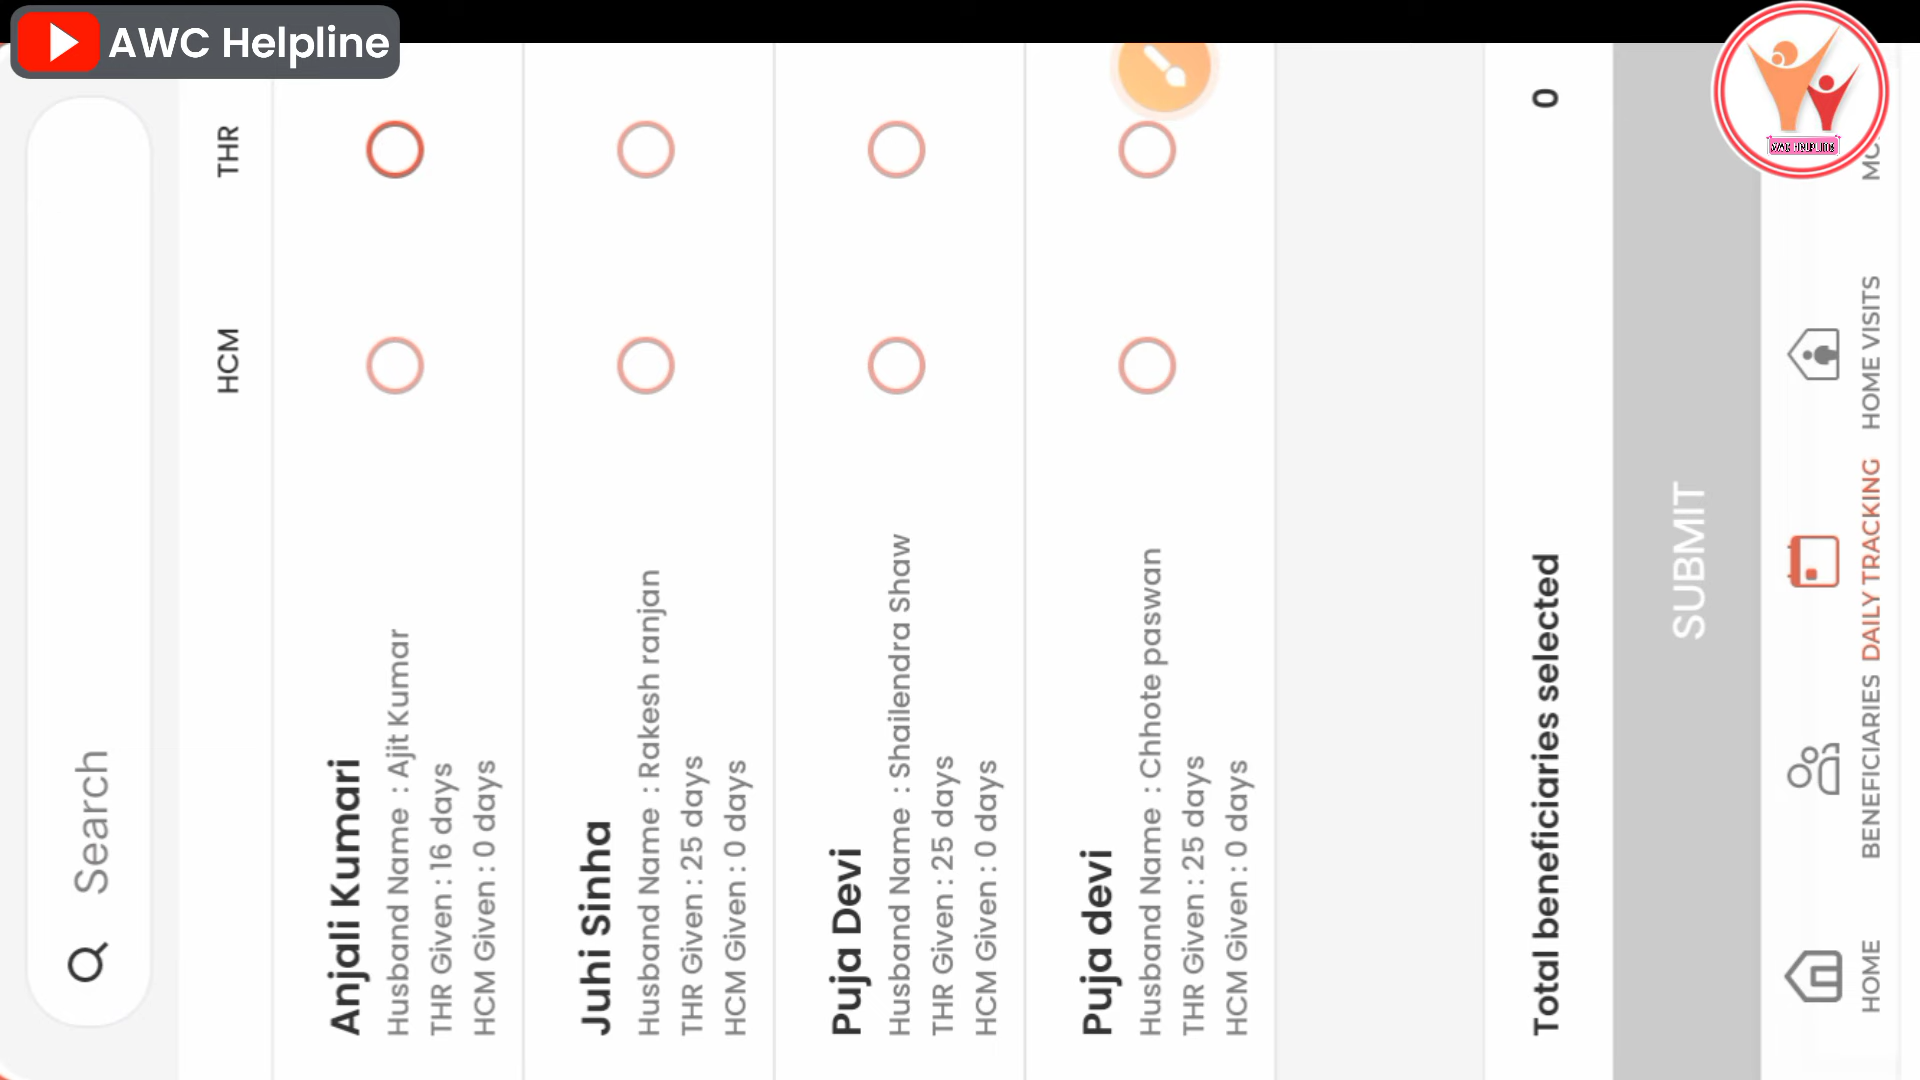 AWC Helpline
AWC HELPLINE
Search
HCM THR
Anjali Kumari
Husband Name : Ajit Kumar
THR Given : 16 days
HCM Given : 0 days
Juhi Sinha
Husband Name : Rakesh ranjan
THR Given : 25 days
HCM Given : 0 days
Puja Devi
Husband Name : Shailendra Shaw
THR Given : 25 days
HCM Given : 0 days
Puja devi
Husband Name : Chhote paswan
THR Given : 25 days
HCM Given : 0 days
Total beneficiaries selected 0
SUBMIT
HOME BENEFICIARIES DAILY TRACKING HOME VISITS